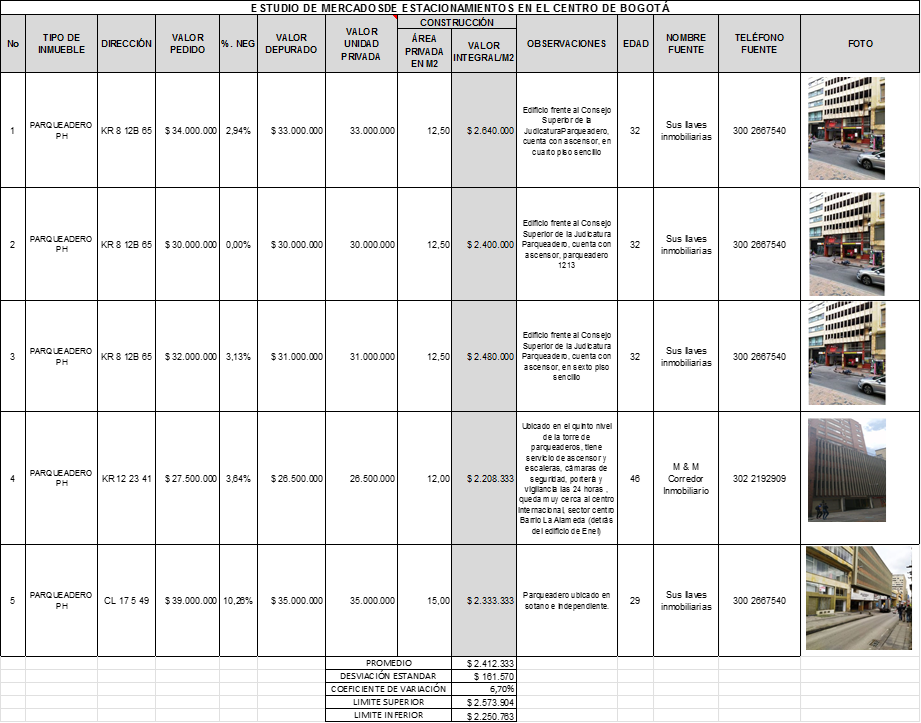 ESTUDIO DE MERCADOSDE ESTACIONAMIENTOS EN EL CENTRO DE BOGOTÁ
No
TIPO DE
INMUEBLE
DIRECCIÓN
VALOR
PEDIDO
%. NEG
VALOR
DEPURADO
VALOR
UNIDAD
PRIVADA
CONSTRUCCIÓN
ÁREA
PRIVADA
EN M2
VALOR
INTEGRAL/M2
OBSERVACIONES
EDAD
NOMBRE
FUENTE
TELÉFONO
FUENTE
FOTO
1
PARQUEADERO
PH
KR 8 12B 65
$ 34.000.000
2,94%
$ 33.000.000
33.000.000
12,50
$ 2.640.000
Edificio frente al Consejo
Superior de la
JudicaturaParqueadero,
cuenta con ascensor, en
cuarto piso sencillo
32
Sus llaves
inmobiliarias
300 2667540
2
PARQUEADERO
PH
KR 8 12B 65
$ 30.000.000
0,00%
$ 30.000.000
30.000.000
12,50
$ 2.400.000
Edificio frente al Consejo
Superior de la Judicatura
Parqueadero, cuenta con
ascensor, parqueadero
1213
32
Sus llaves
inmobiliarias
300 2667540
3
PARQUEADERO
PH
KR 8 12B 65
$ 32.000.000
3,13%
$ 31.000.000
31.000.000
12,50
$ 2.480.000
Edificio frente al Consejo
Superior de la Judicatura
Parqueadero, cuenta con
ascensor, en sexto piso
sencillo
32
Sus llaves
inmobiliarias
300 2667540
4
PARQUEADERO
PH
KR 12 23 41
$ 27.500.000
3,64%
$ 26.500.000
26.500.000
12,00
$ 2.208.333
Ubicado en el quinto nivel
de la torre de
parqueaderos, tiene
servicio de ascensor y
escaleras, cámaras de
seguridad, portería y
vigilancia las 24 horas ,
queda muy cerca al centro
Internacional, sector centro
Barrio La Alameda (detrás
del edificio de Enel)
46
M & M
Corredor
Inmobiliario
302 2192909
5
PARQUEADERO
PH
CL 17 5 49
$ 39.000.000
10,26%
$ 35.000.000
35.000.000
15,00
$ 2.333.333
Parqueadero ubicado en
sotano e independiente.
29
Sus llaves
inmobiliarias
300 2667540
PROMEDIO $ 2.412.333
DESVIACIÓN ESTANDAR $ 161.570
COEFICIENTE DE VARIACIÓN 6,70%
LIMITE SUPERIOR $ 2.573.904
LIMITE INFERIOR $ 2.250.763